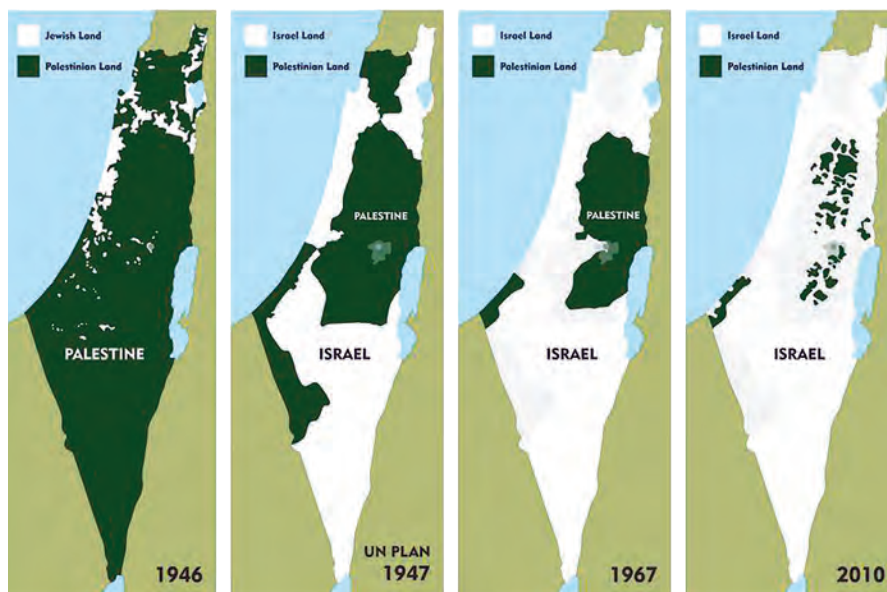 Jewish Land
Palestinian Land
PALESTINE
1946
Israel Land
Palestinian Land
PALESTINE
ISRAEL
UN PLAN
1947
Israel Land
Palestinian Land
PALESTINE
ISRAEL
1967
Israel Land
Palestinian Land
ISRAEL
2010